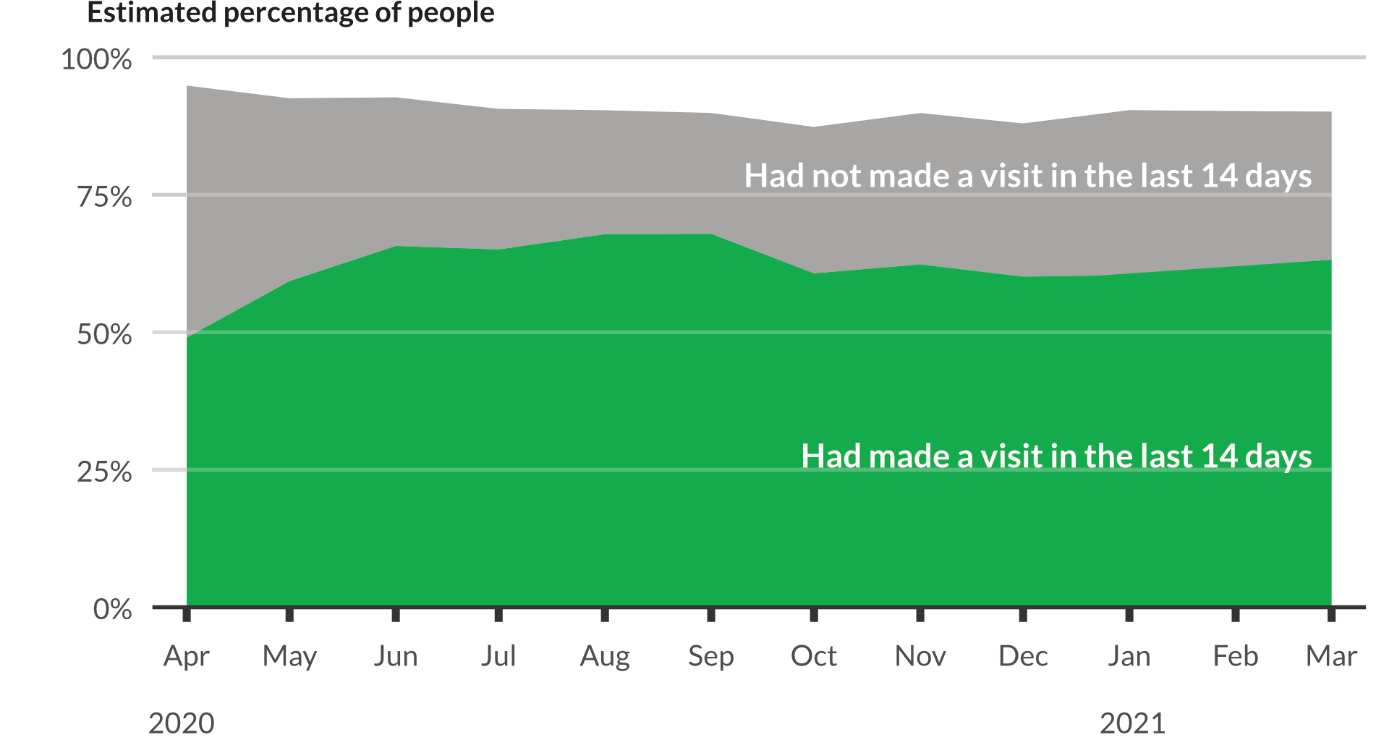 Estimated percentage of people
100%
Had not made a visit in the last 14 days
75%
50%
Had made a visit in the last 14 days
25%
0%
Apr May Jun Jul Aug Sep Oct Nov Dec Jan Feb Mar
2020 2021